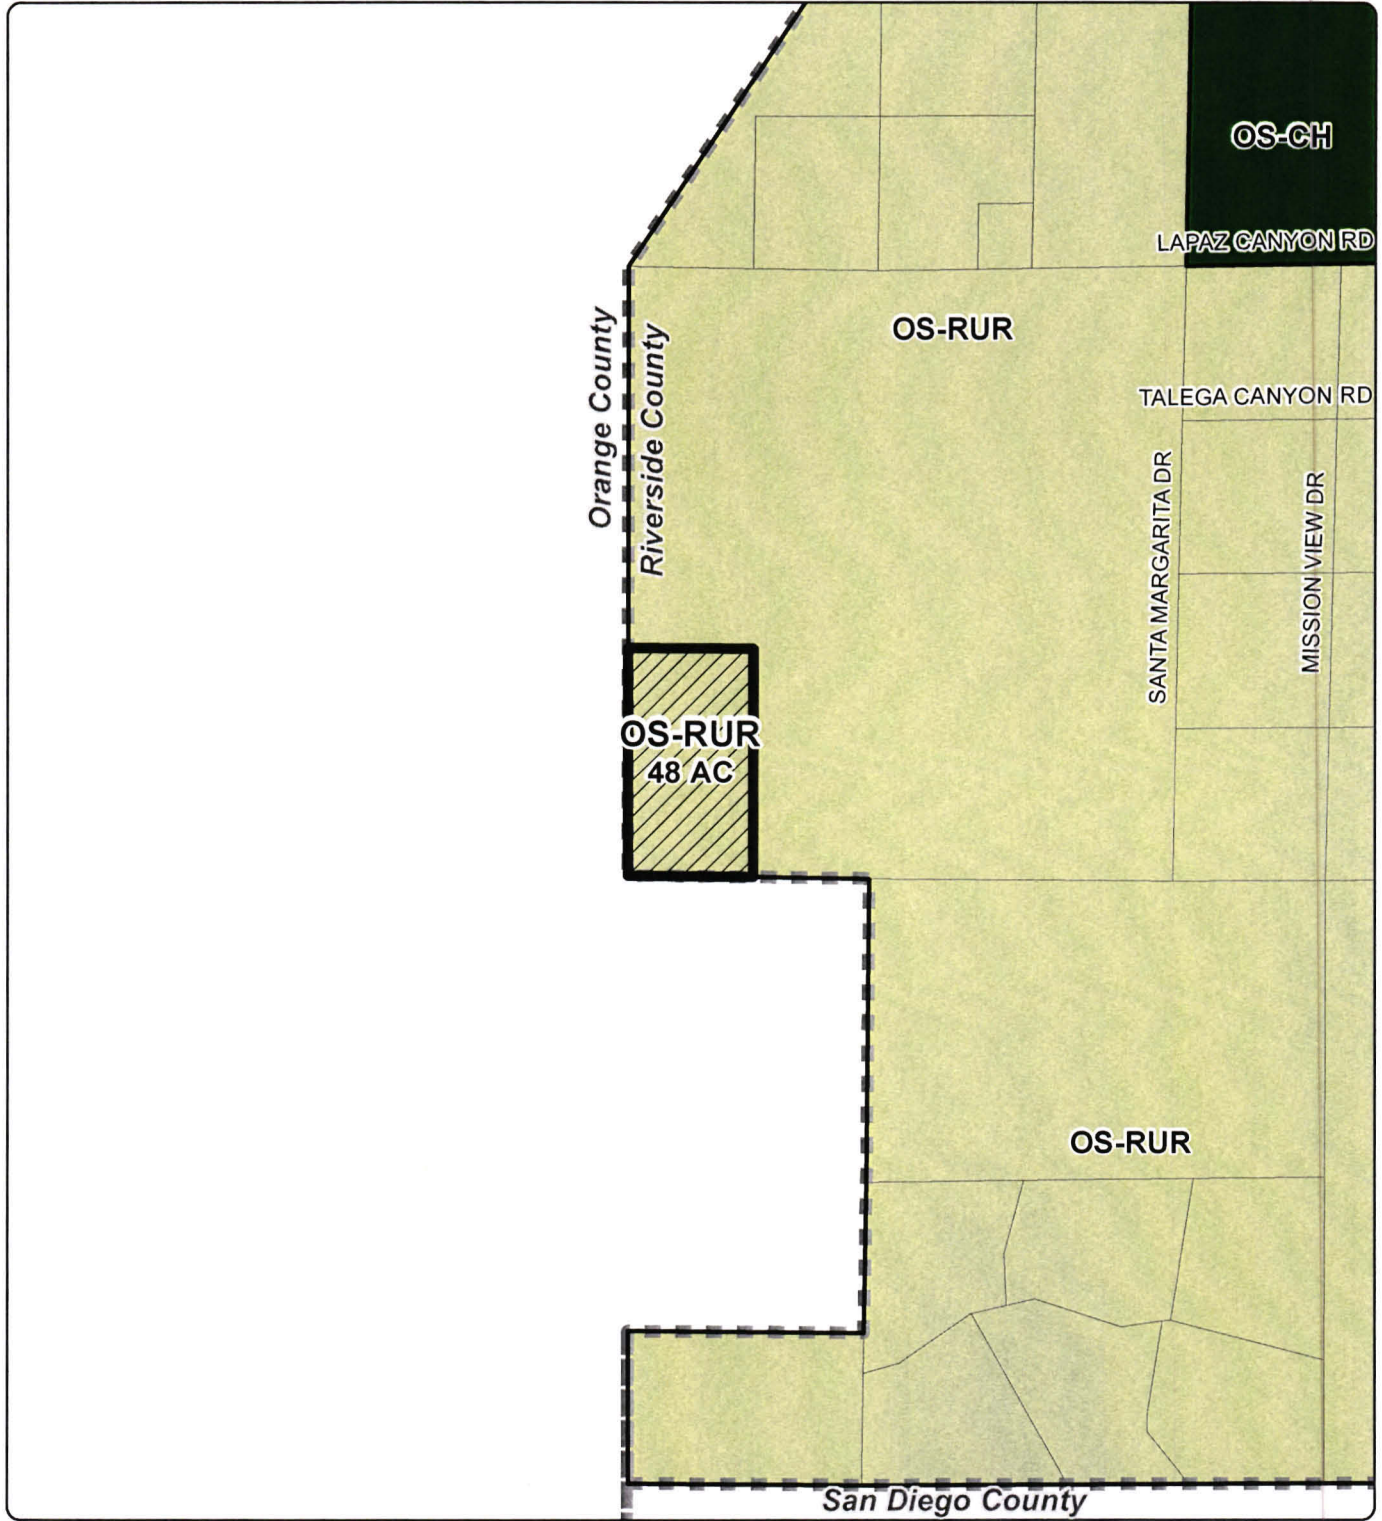 OS-CH
LAPAZ CANYON RD
OS-RUR
Orange County
Riverside County
TALEGA CANYON RD
SANTA MARGARITA DR
MISSION VIEW DR
OS-RUR
48 AC
OS-RUR
San Diego County